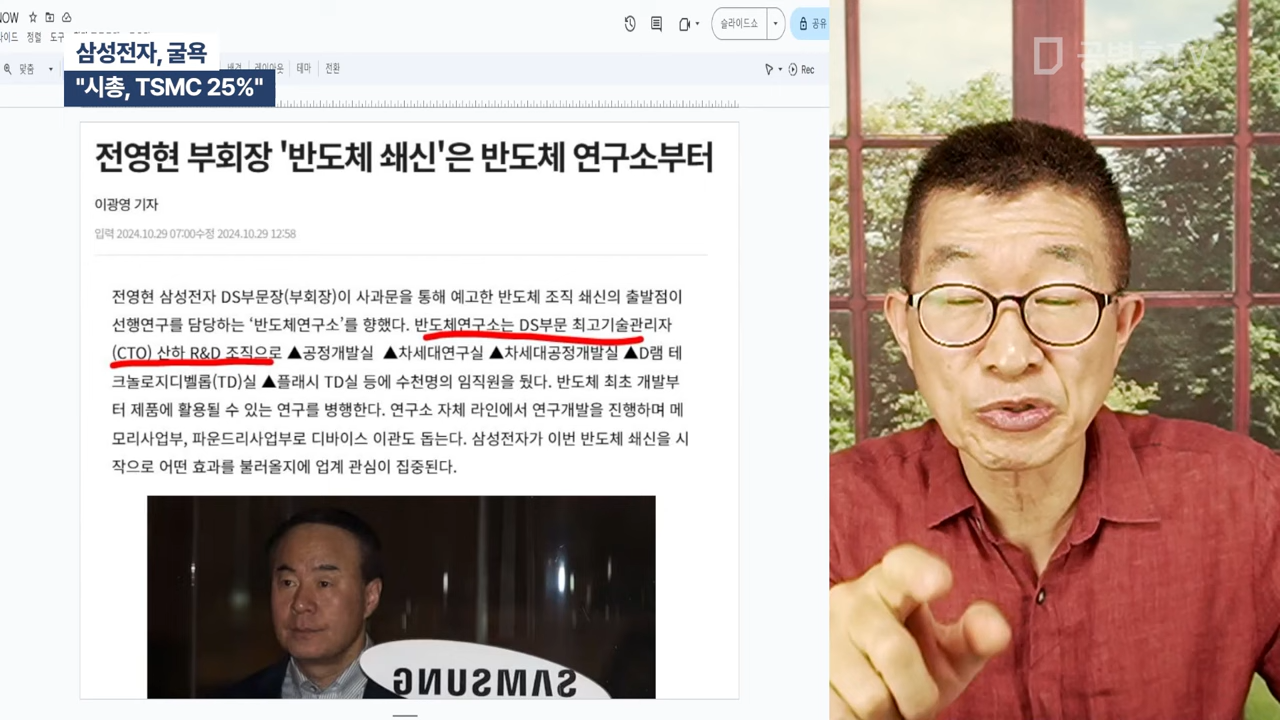 NOW
라이드 정렬 도구
슬라이드쇼
공유
삼성전자, 굴욕
"시총, TSMC 25%"
맞춤
배경 레이아웃 테마 전환
Rec
전영현 부회장 '반도체 쇄신'은 반도체 연구소부터
이광영 기자
입력 2024.10.29 07:00수정 2024.10.29 12:58
전영현 삼성전자 DS부문장(부회장)이 사과문을 통해 예고한 반도체 조직 쇄신의 출발점이
선행연구를 담당하는 ‘반도체연구소’를 향했다. 반도체연구소는 DS부문 최고기술관리자
(CTO) 산하 R&D 조직으로 ▲공정개발실 ▲차세대연구실 ▲차세대공정개발실 ▲D램 테
크놀로지디벨롭(TD)실 ▲플래시 TD실 등에 수천명의 임직원을 뒀다. 반도체 최초 개발부
터 제품에 활용될 수 있는 연구를 병행한다. 연구소 자체 라인에서 연구개발을 진행하며 메
모리사업부, 파운드리사업부로 디바이스 이관도 돕는다. 삼성전자가 이번 반도체 쇄신을 시
작으로 어떤 효과를 불러올지에 업계 관심이 집중된다.
SAMSUNG